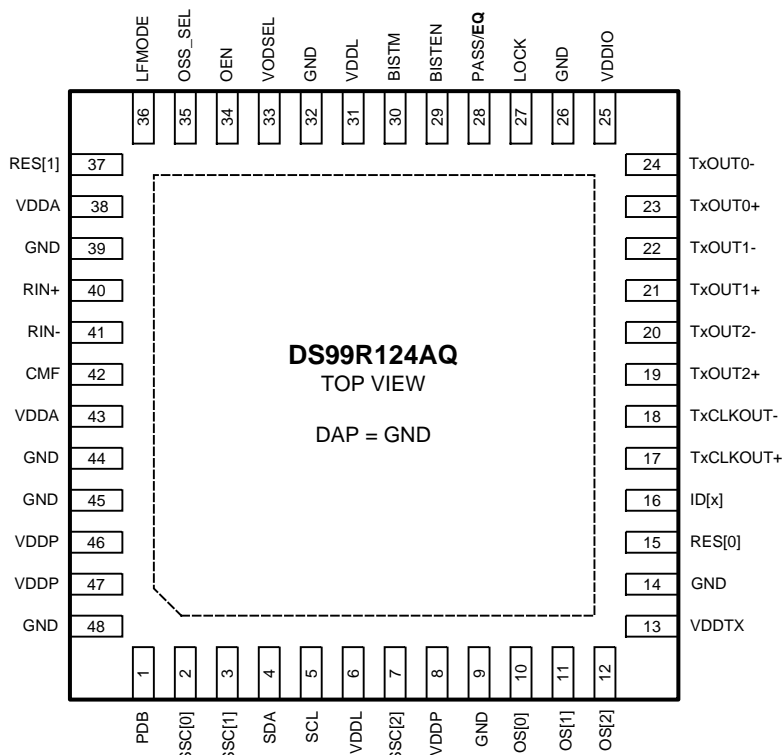 LFMODE
OSS_SEL
OEN
VODSEL
GND
VDDL
BISTM
BISTEN
PASS/EQ
LOCK
GND
VDDIO
36
35
34
33
32
31
30
29
28
27
26
25
RES[1] 37
VDDA 38
GND 39
RIN+ 40
RIN- 41
CMF 42
VDDA 43
GND 44
GND 45
VDDP 46
VDDP 47
GND 48
DS99R124AQ
TOP VIEW
DAP = GND
24 TxOUT0-
23 TxOUT0+
22 TxOUT1-
21 TxOUT1+
20 TxOUT2-
19 TxOUT2+
18 TxCLKOUT-
17 TxCLKOUT+
16 ID[x]
15 RES[0]
14 GND
13 VDDTX
1
2
3
4
5
6
7
8
9
10
11
12
PDB
SSC[0]
SSC[1]
SDA
SCL
VDDL
SSC[2]
VDDP
GND
OS[0]
OS[1]
OS[2]